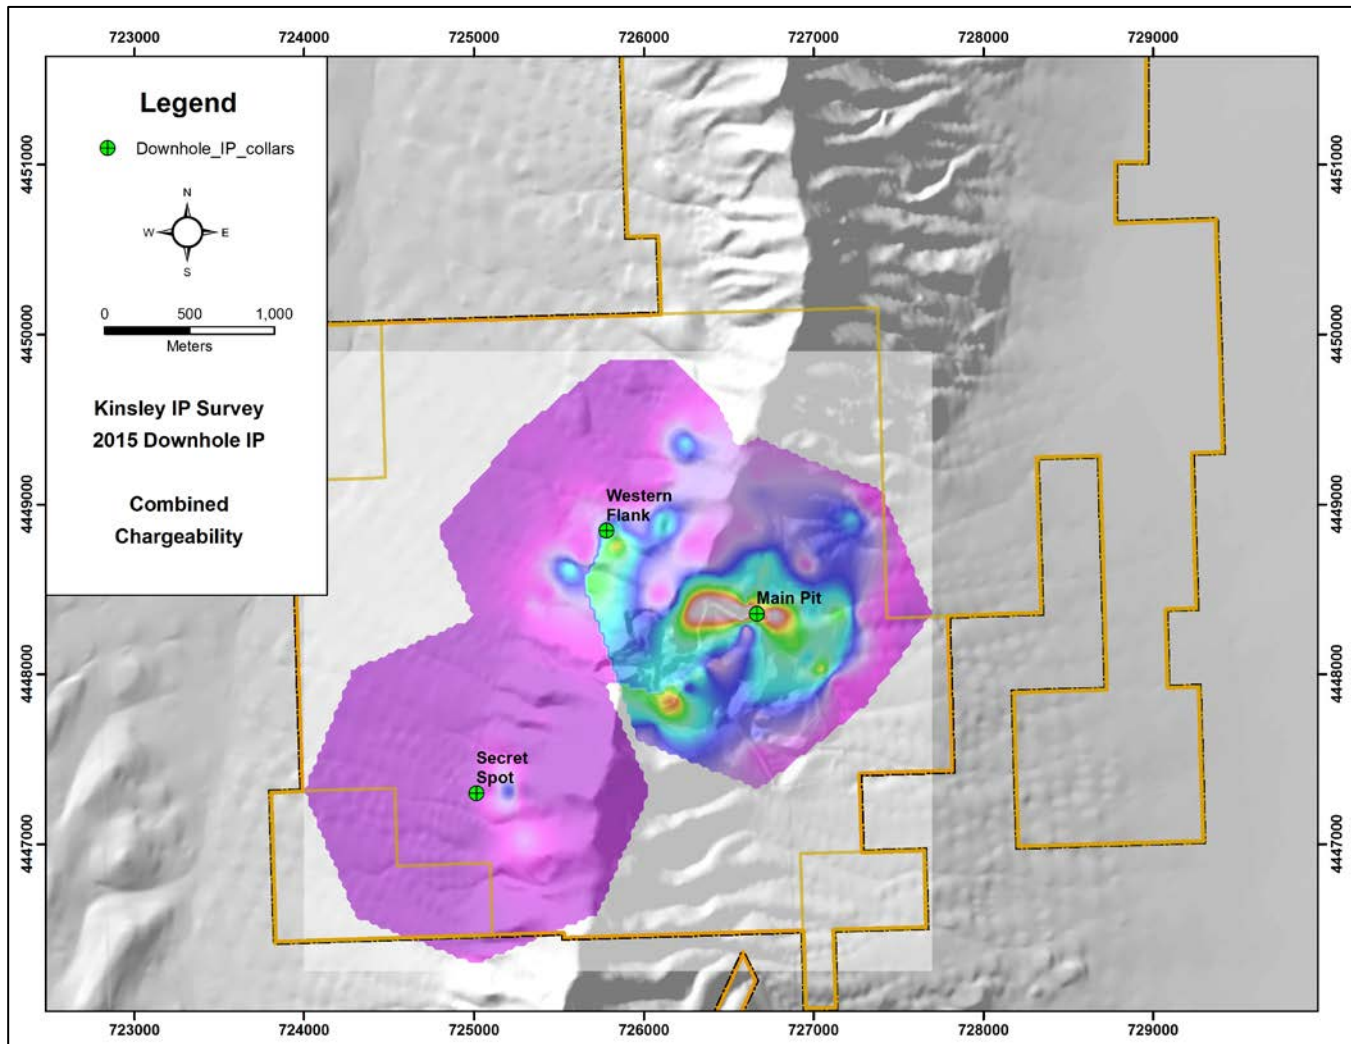 723000 724000 725000 726000 727000 728000 729000
Legend
Downhole_IP_collars
N
W E
S
0 500 1,000
Meters
Kinsley IP Survey
2015 Downhole IP
Combined
Chargeability
4451000
4450000
4449000
4448000
4447000
Western
Flank
Main Pit
Secret
Spot
4451000
4450000
4449000
4448000
4447000
723000 724000 725000 726000 727000 728000 729000